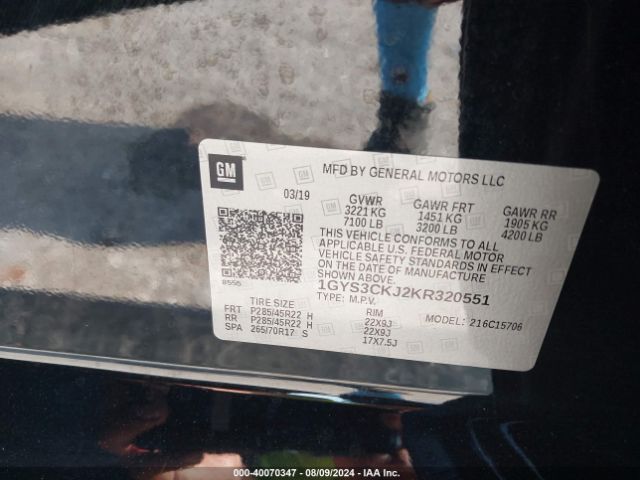 GM
MFD BY GENERAL MOTORS LLC
03/19
GVWR GAWR FRT GAWR RR
3221 KG 1451 KG 1905 KG
7100 LB 3200 LB 4200 LB
THIS VEHICLE CONFORMS TO ALL
APPLICABLE U.S. FEDERAL MOTOR
VEHICLE SAFETY STANDARDS IN EFFECT
ON THE DATE OF MANUFACTURE
SHOWN ABOVE.
1GYS3CKJ2KR320551
TYPE: M.P.V. MODEL: 216C15706
TIRE SIZE RIM
FRT P285/45R22 H 22X9J
RR P285/45R22 H 22X9J
SPA 265/70R17 S 17X7.5J
000-40070347 - 08/09/2024 - IAA Inc.